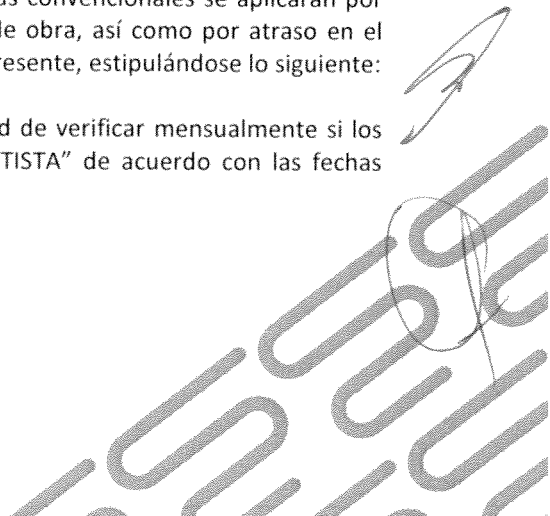 convencionales se aplicarán por
de obra, así como por atraso en el
resente, estipulándose lo siguiente:
d de verificar mensualmente si los
TISTA” de acuerdo con las fechas